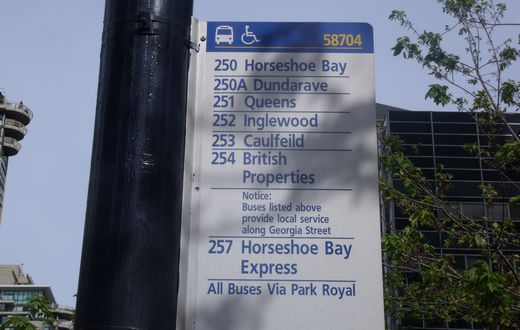 58704
250 Horseshoe Bay
250A Dundarave
251 Queens
252 Inglewood
253 Caulfeild
254 British
Properties
Notice:
Buses listed above
provide local service
along Georgia Street
257 Horseshoe Bay
Express
All Buses Via Park Royal